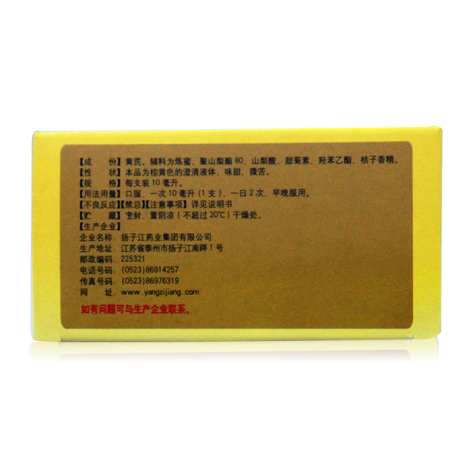 【成　份】黄芪。辅料为炼蜜、聚山梨酯80、山梨酸、甜菊素、羟苯乙酯、桔子香精。
【性　状】本品为棕黄色的澄清液体，味甜、微苦。
【规　格】每支装10毫升。
【用法用量】口服，一次10毫升（1支），一日2次，早晚服用。
【不良反应】【禁忌】【注意事项】详见说明书
【贮　藏】密封，置阴凉（不超过20℃）干燥处。
【生产企业】
企业名称：扬子江药业集团有限公司
生产地址：江苏省泰州市扬子江南路1号
邮政编码：225321
电话号码：(0523)86914257
传真号码：(0523)86976319
网　　址：www.yangzijiang.com
如有问题可与生产企业联系。